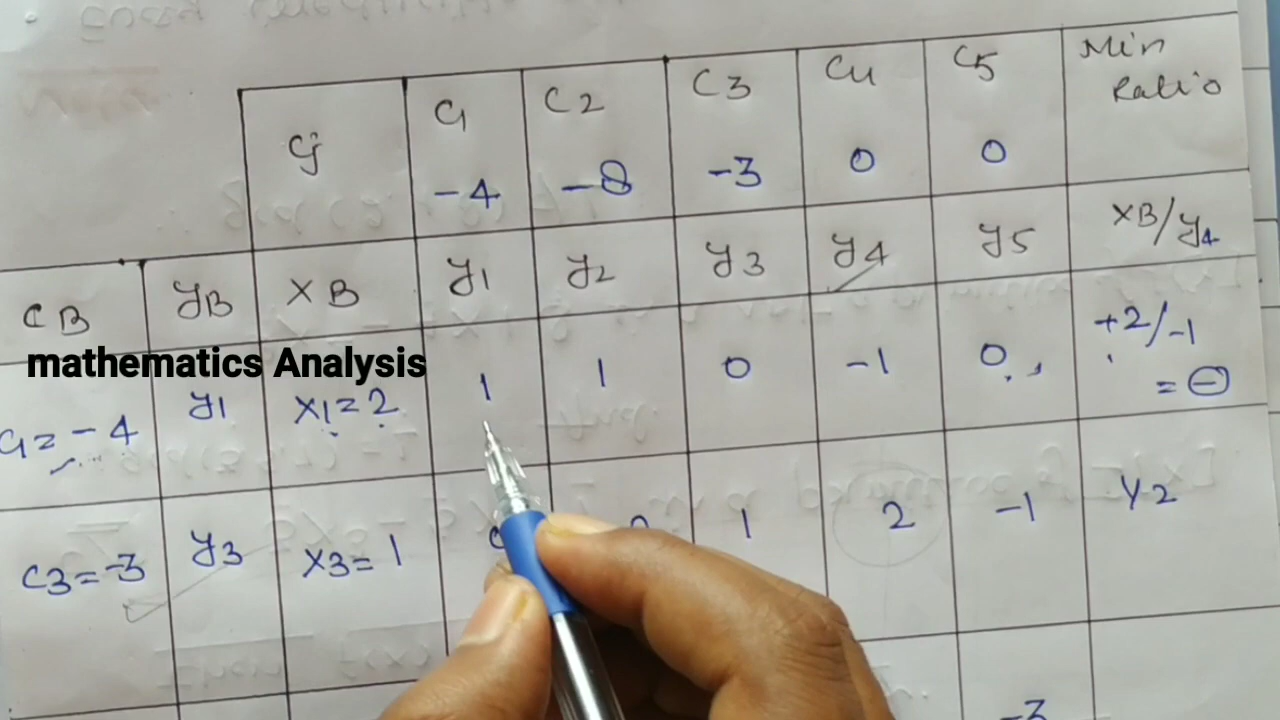 C1 C2 C3 C4 C5 Min Ratio
Cj -4 -8 -3 0 0
CB yB XB y1 y2 y3 y4 y5 XB/y4
mathematics Analysis
C1=-4 y1 x1=2 1 1 0 -1 0 +2/-1
= -
C3=-3 y3 x3=1 1 2 -1 1/2
-3